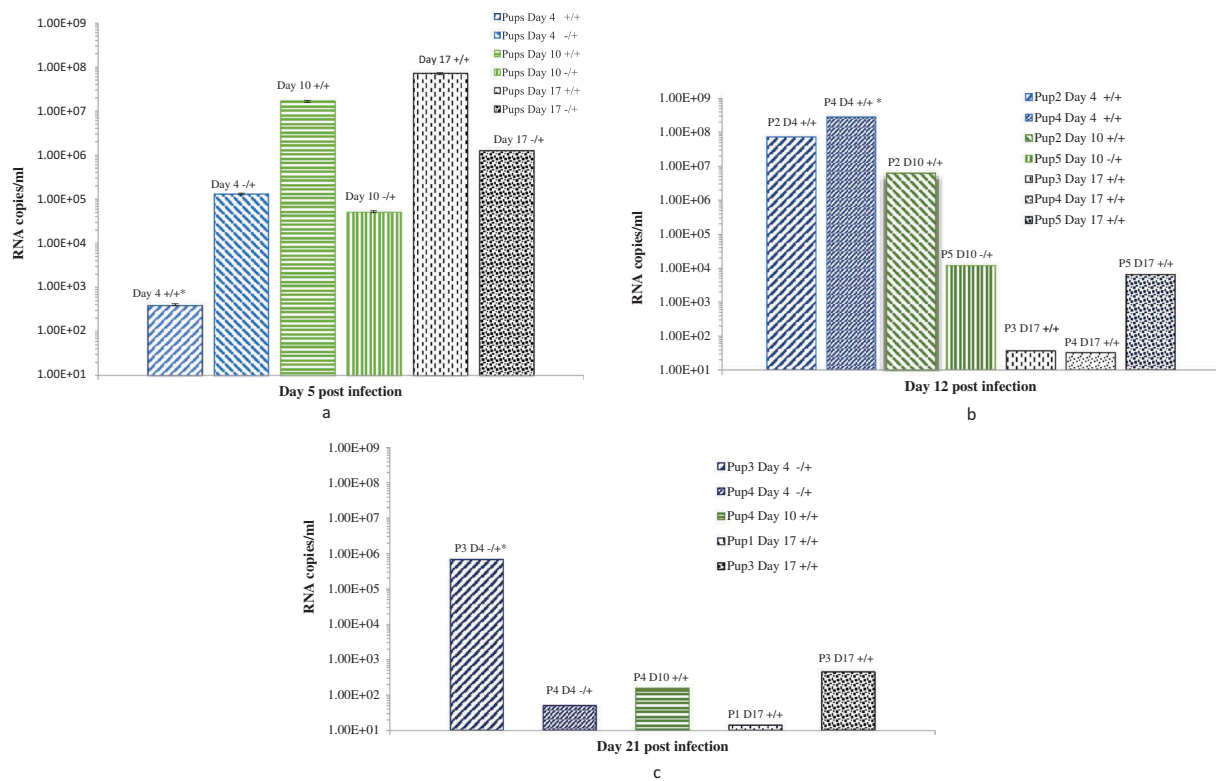 1.00E+09
1.00E+08
1.00E+07
1.00E+06
1.00E+05
1.00E+04
1.00E+03
1.00E+02
1.00E+01
RNA copies/ml
Pups Day 4 +/+
Pups Day 4 -/+
Pups Day 10 +/+
Pups Day 10 -/+
Pups Day 17 +/+
Pups Day 17 -/+
Day 4 +/+*
Day 4 -/+
Day 10 +/+
Day 10 -/+
Day 17 +/+
Day 17 -/+
Day 5 post infection
a
1.00E+09
1.00E+08
1.00E+07
1.00E+06
1.00E+05
1.00E+04
1.00E+03
1.00E+02
1.00E+01
RNA copies/ml
Pup2 Day 4 +/+
Pup4 Day 4 +/+
Pup2 Day 10 +/+
Pup5 Day 10 -/+
Pup3 Day 17 +/+
Pup4 Day 17 +/+
Pup5 Day 17 +/+
P2 D4 +/+
P4 D4 +/+ *
P2 D10 +/+
P5 D10 -/+
P3 D17 +/+
P4 D17 +/+
P5 D17 +/+
Day 12 post infection
b
1.00E+09
1.00E+08
1.00E+07
1.00E+06
1.00E+05
1.00E+04
1.00E+03
1.00E+02
1.00E+01
RNA copies/ml
Pup3 Day 4 -/+
Pup4 Day 4 -/+
Pup4 Day 10 +/+
Pup1 Day 17 +/+
Pup3 Day 17 +/+
P3 D4 -/+*
P4 D4 -/+
P4 D10 +/+
P1 D17 +/+
P3 D17 +/+
Day 21 post infection
c